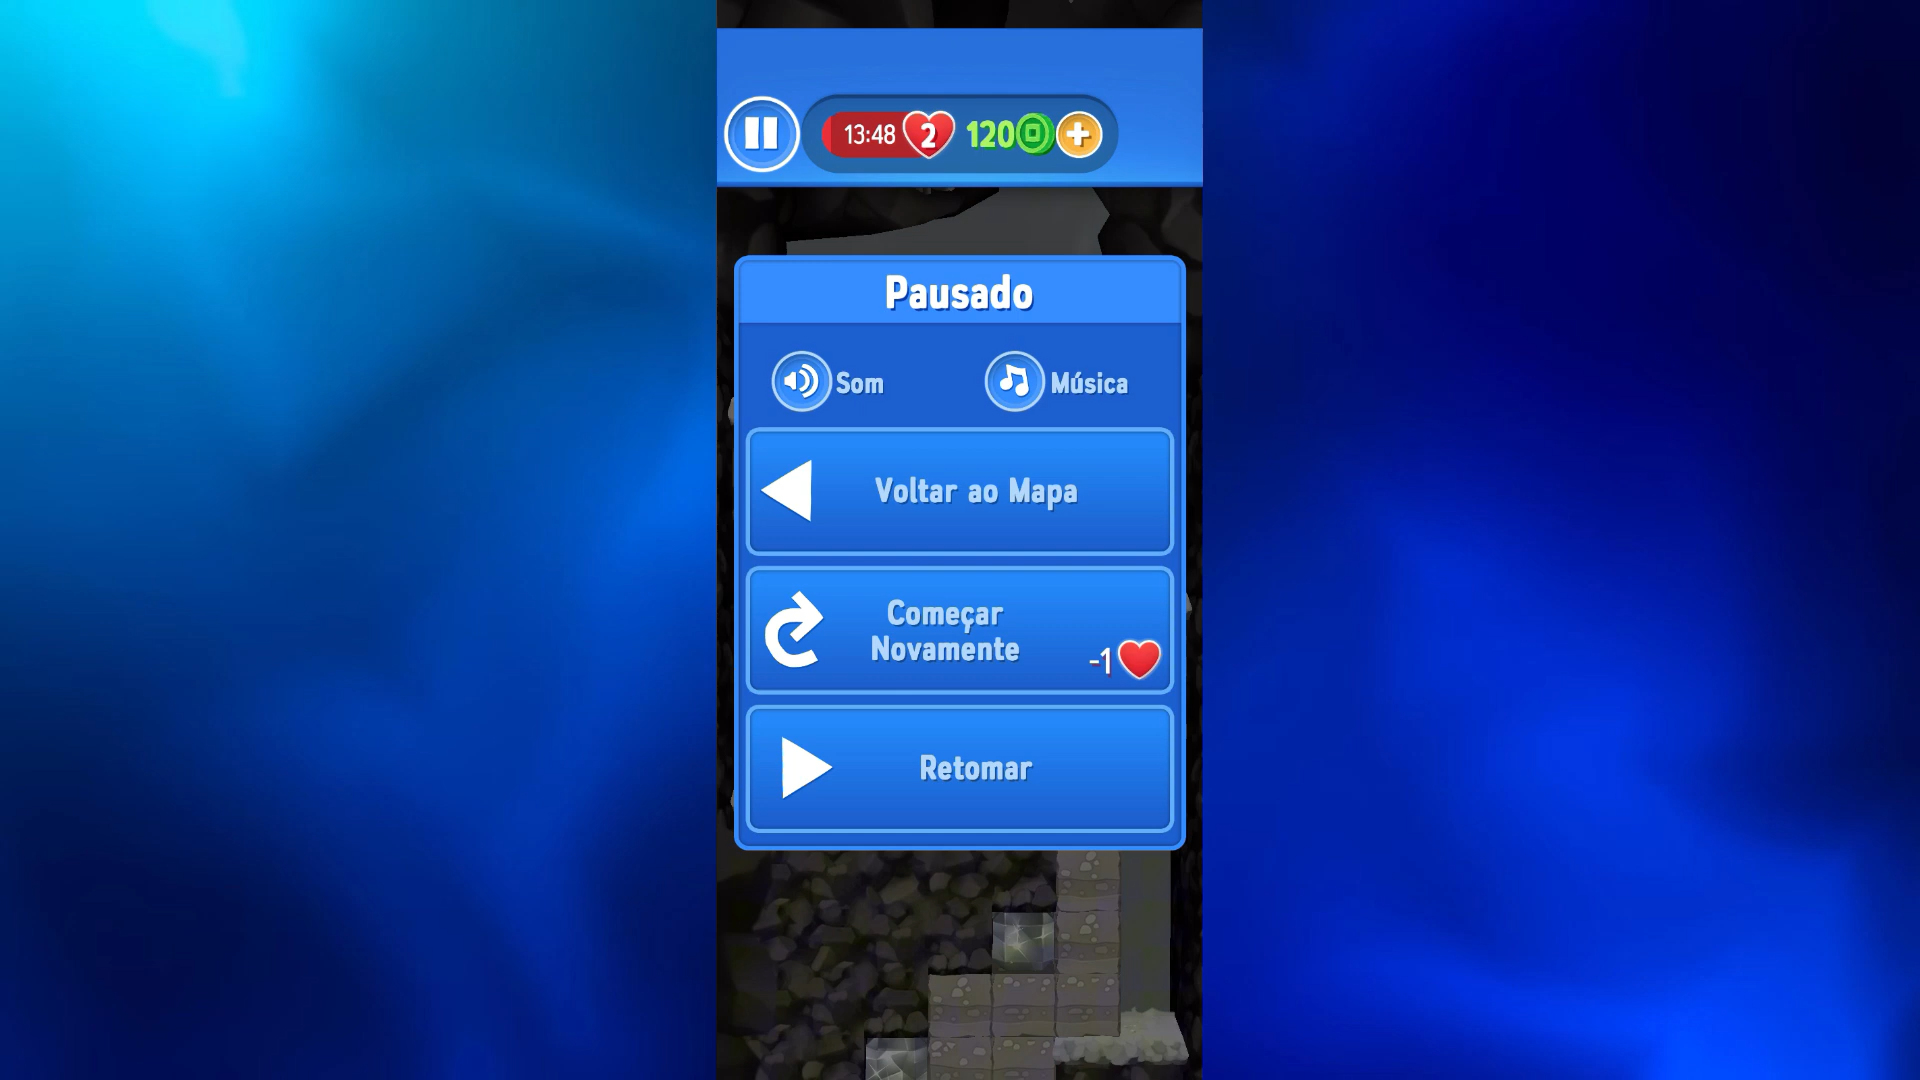 13:48 2 120
Pausado
Som Música
Voltar ao Mapa
Começar
Novamente
-1
Retomar